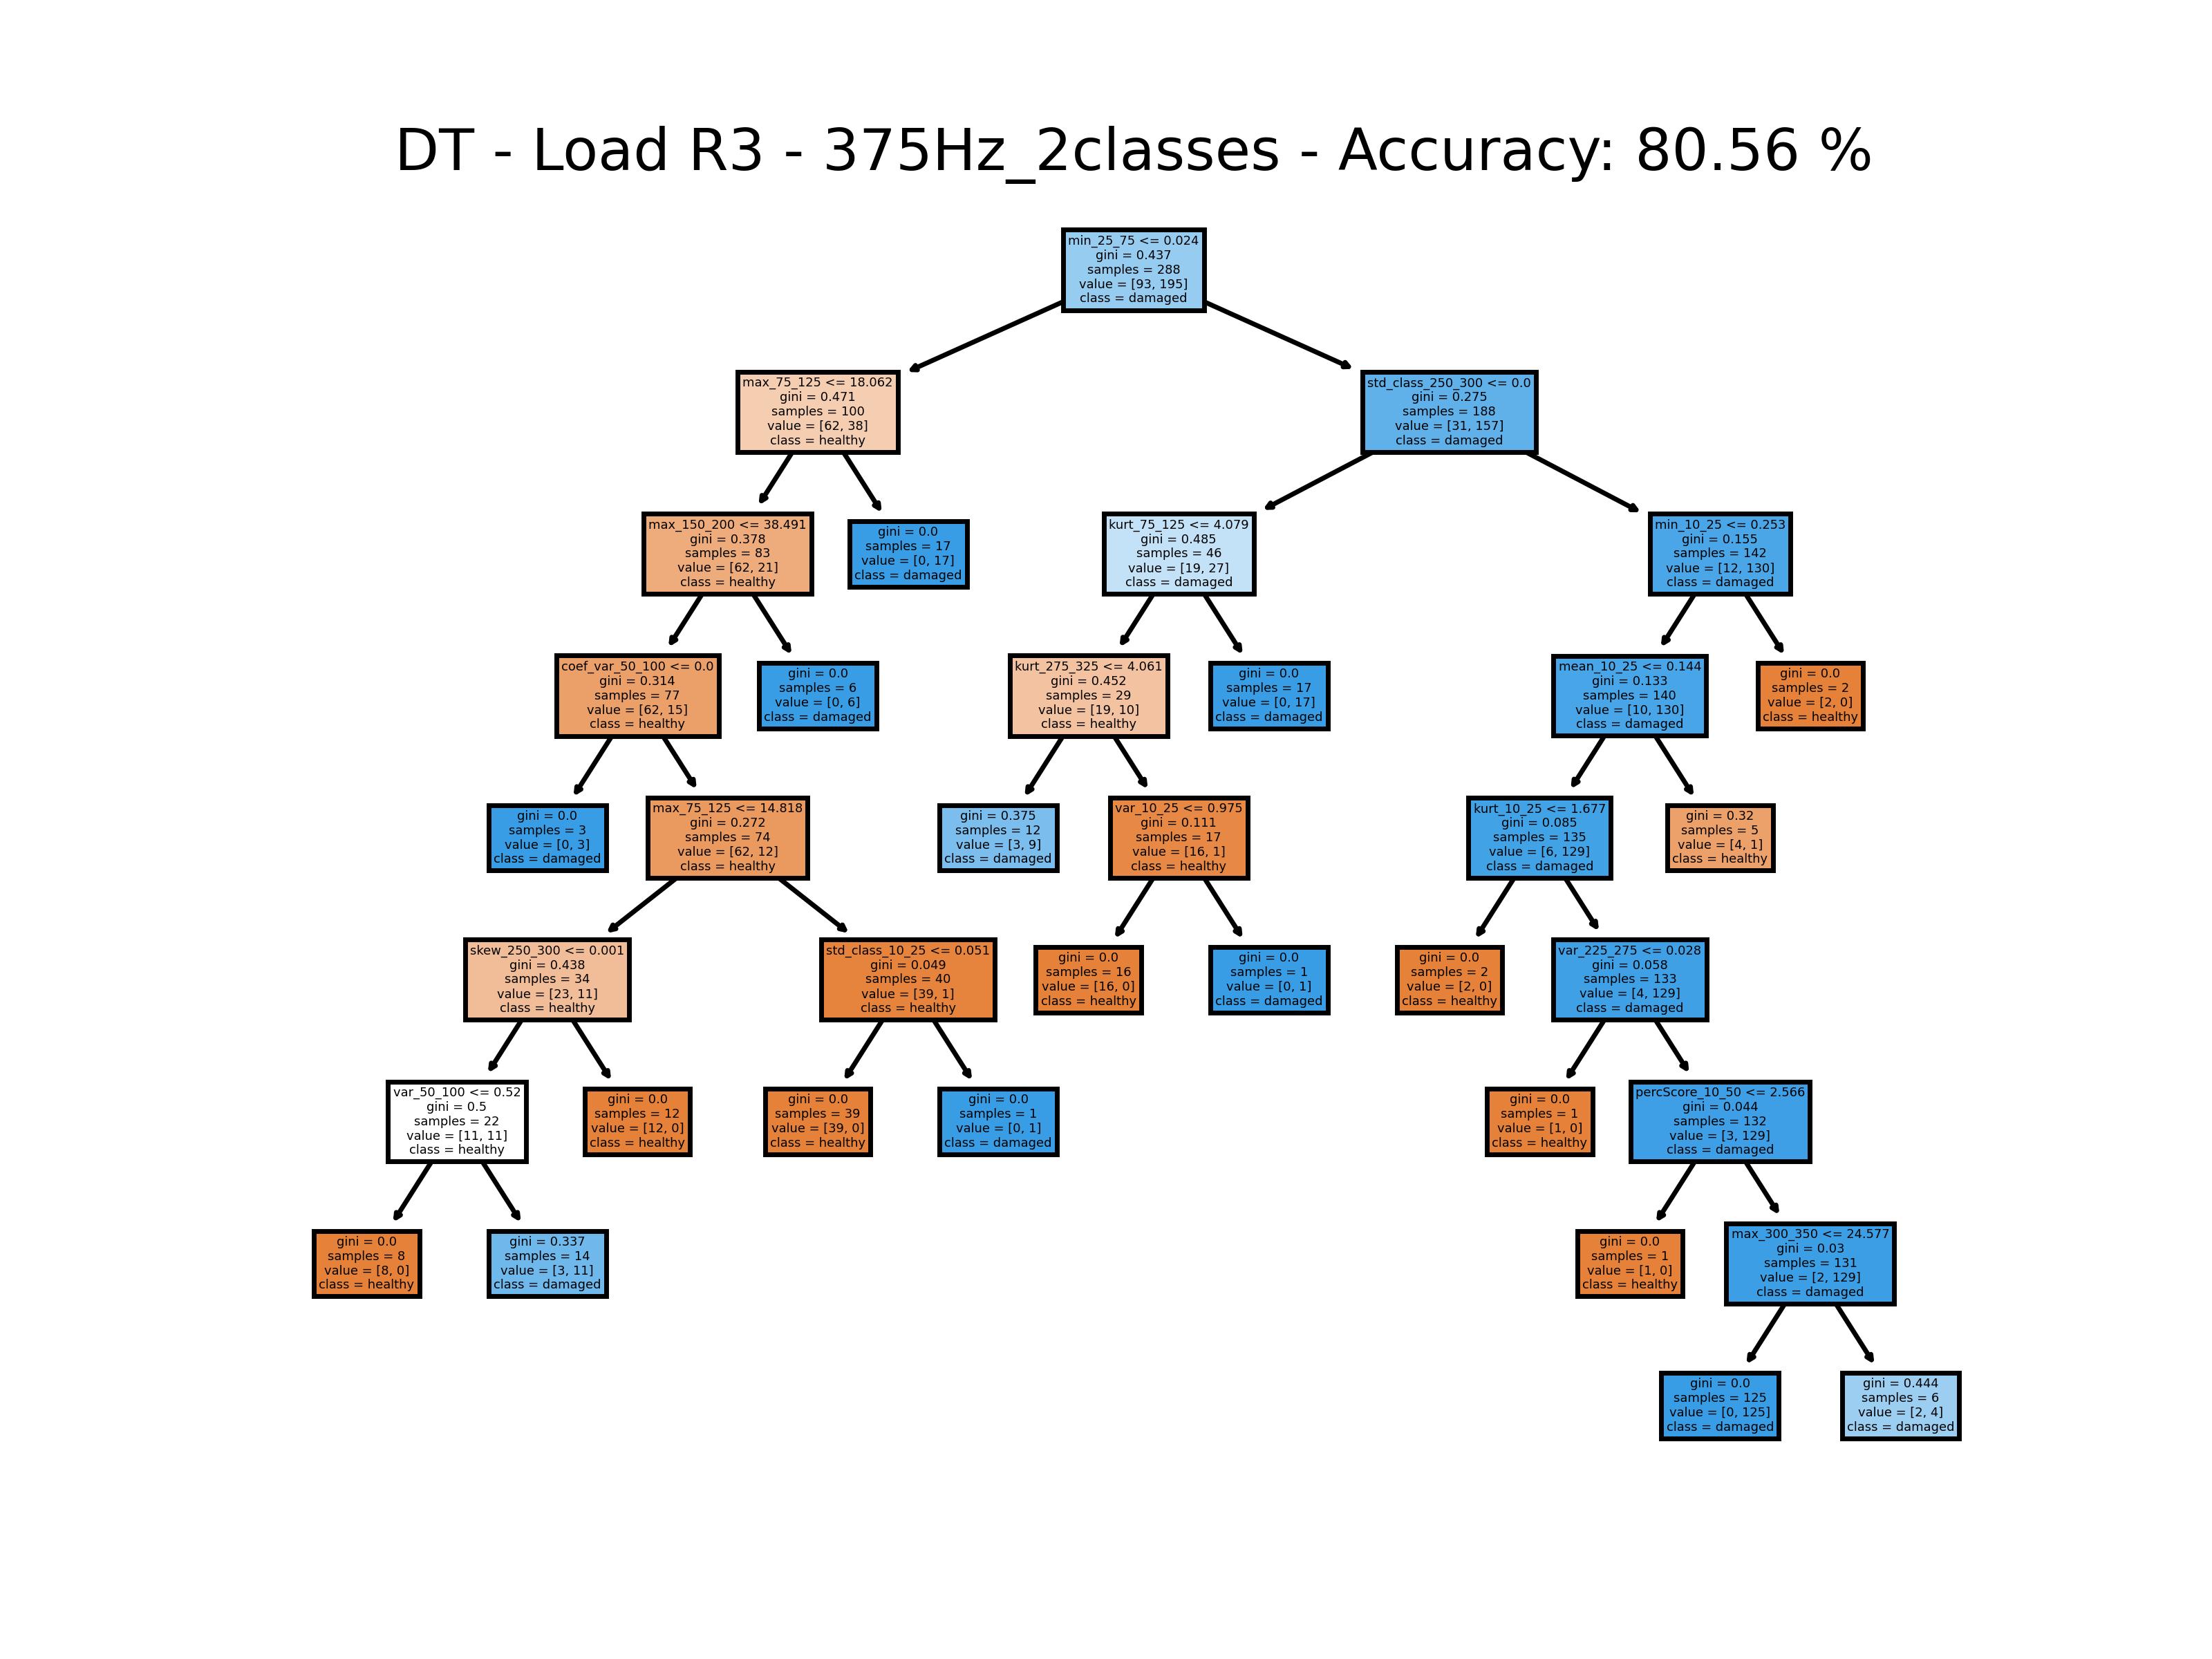 DT - Load R3 - 375Hz_2classes - Accuracy: 80.56 %
min_25_75 <= 0.024
gini = 0.437
samples = 288
value = [93, 195]
class = damaged
max_75_125 <= 18.062
gini = 0.471
samples = 100
value = [62, 38]
class = healthy
std_class_250_300 <= 0.0
gini = 0.275
samples = 188
value = [31, 157]
class = damaged
max_150_200 <= 38.491
gini = 0.378
samples = 83
value = [62, 21]
class = healthy
gini = 0.0
samples = 17
value = [0, 17]
class = damaged
kurt_75_125 <= 4.079
gini = 0.485
samples = 46
value = [19, 27]
class = damaged
min_10_25 <= 0.253
gini = 0.155
samples = 142
value = [12, 130]
class = damaged
coef_var_50_100 <= 0.0
gini = 0.314
samples = 77
value = [62, 15]
class = healthy
gini = 0.0
samples = 6
value = [0, 6]
class = damaged
kurt_275_325 <= 4.061
gini = 0.452
samples = 29
value = [19, 10]
class = healthy
gini = 0.0
samples = 17
value = [0, 17]
class = damaged
mean_10_25 <= 0.144
gini = 0.133
samples = 140
value = [10, 130]
class = damaged
gini = 0.0
samples = 2
value = [2, 0]
class = healthy
gini = 0.0
samples = 3
value = [0, 3]
class = damaged
max_75_125 <= 14.818
gini = 0.272
samples = 74
value = [62, 12]
class = healthy
gini = 0.375
samples = 12
value = [3, 9]
class = damaged
var_10_25 <= 0.975
gini = 0.111
samples = 17
value = [16, 1]
class = healthy
kurt_10_25 <= 1.677
gini = 0.085
samples = 135
value = [6, 129]
class = damaged
gini = 0.32
samples = 5
value = [4, 1]
class = healthy
skew_250_300 <= 0.001
gini = 0.438
samples = 34
value = [23, 11]
class = healthy
std_class_10_25 <= 0.051
gini = 0.049
samples = 40
value = [39, 1]
class = healthy
gini = 0.0
samples = 16
value = [16, 0]
class = healthy
gini = 0.0
samples = 1
value = [0, 1]
class = damaged
gini = 0.0
samples = 2
value = [2, 0]
class = healthy
var_225_275 <= 0.028
gini = 0.058
samples = 133
value = [4, 129]
class = damaged
var_50_100 <= 0.52
gini = 0.5
samples = 22
value = [11, 11]
class = healthy
gini = 0.0
samples = 12
value = [12, 0]
class = healthy
gini = 0.0
samples = 39
value = [39, 0]
class = healthy
gini = 0.0
samples = 1
value = [0, 1]
class = damaged
gini = 0.0
samples = 1
value = [1, 0]
class = healthy
percScore_10_50 <= 2.566
gini = 0.044
samples = 132
value = [3, 129]
class = damaged
gini = 0.0
samples = 8
value = [8, 0]
class = healthy
gini = 0.337
samples = 14
value = [3, 11]
class = damaged
gini = 0.0
samples = 1
value = [1, 0]
class = healthy
max_300_350 <= 24.577
gini = 0.03
samples = 131
value = [2, 129]
class = damaged
gini = 0.0
samples = 125
value = [0, 125]
class = damaged
gini = 0.444
samples = 6
value = [2, 4]
class = damaged